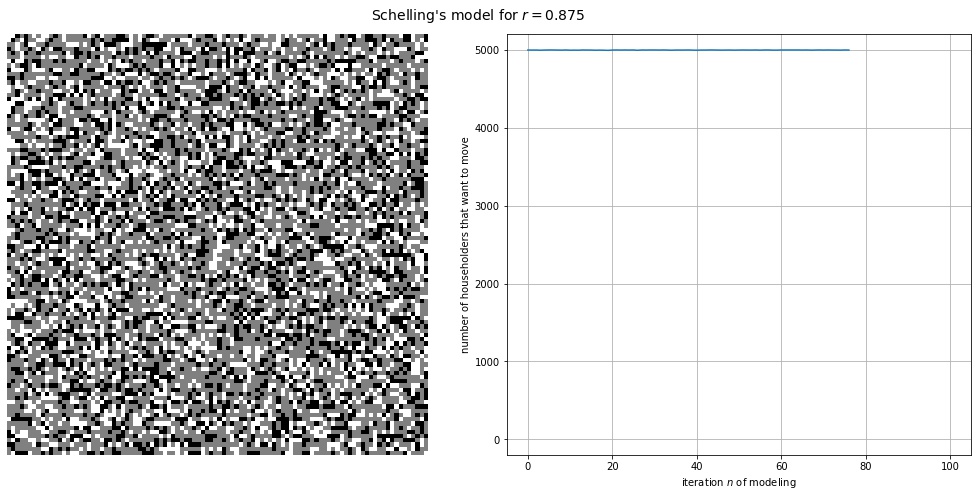 Schelling's model for r = 0.875
number of householders that want to move
5000
4000
3000
2000
1000
0
0 20 40 60 80 100
iteration n of modeling